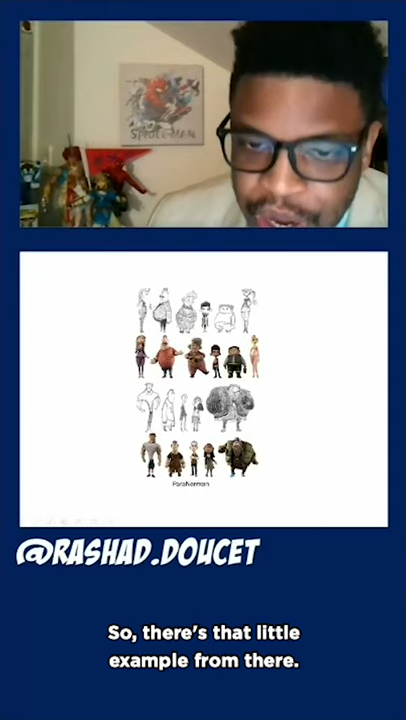 SPIDER-MAN
ParaNorman
@RASHAD.DOUCET
So, there's that little
example from there.